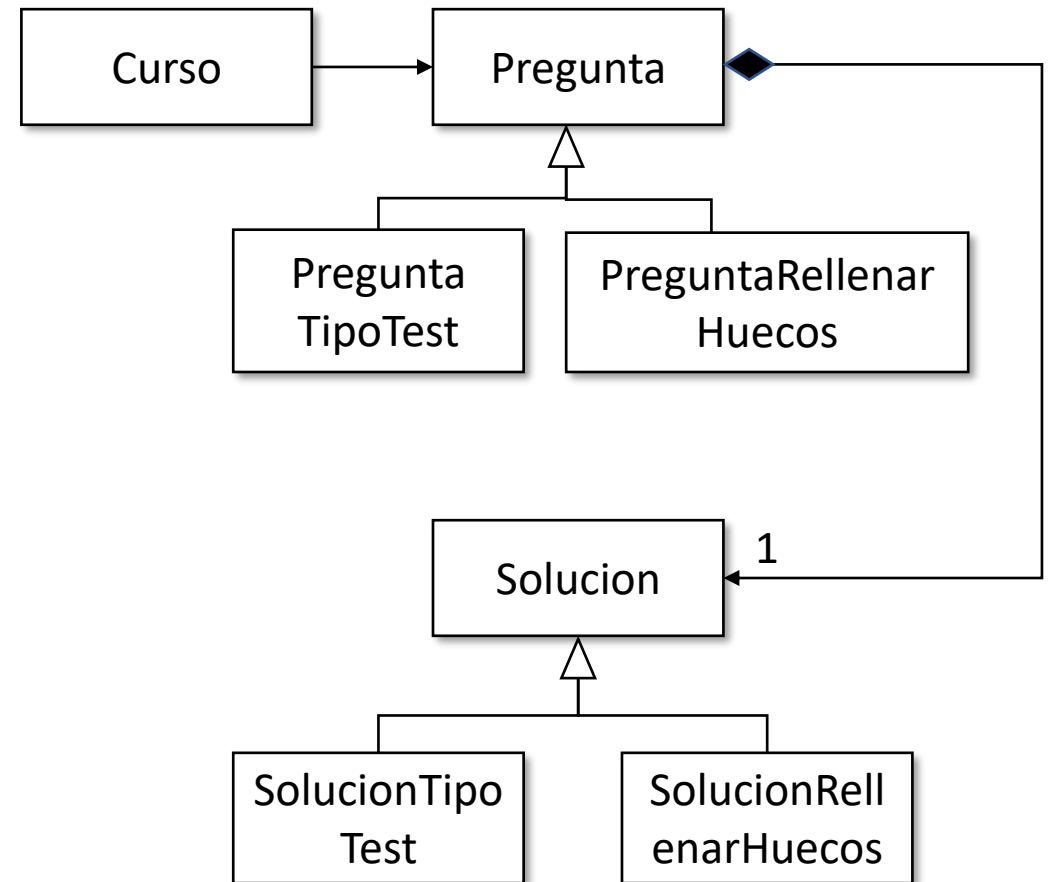 Curso
Pregunta
Pregunta
TipoTest
PreguntaRellenar
Huecos
Solucion
1
SolucionTipo
Test
SolucionRell
enarHuecos